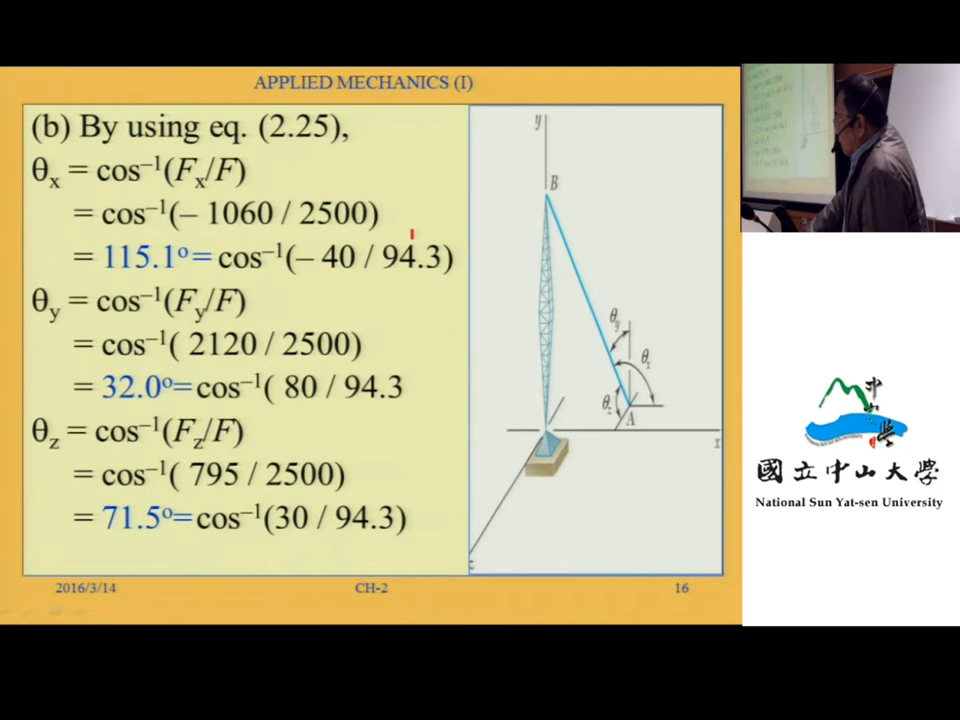 APPLIED MECHANICS (I)
(b) By using eq. (2.25),
θx = cos⁻¹(Fx/F)
= cos⁻¹(– 1060 / 2500)
= 115.1º= cos⁻¹(– 40 / 94.3)
θy = cos⁻¹(Fy/F)
= cos⁻¹( 2120 / 2500)
= 32.0º= cos⁻¹( 80 / 94.3
θz = cos⁻¹(Fz/F)
= cos⁻¹( 795 / 2500)
= 71.5º= cos⁻¹(30 / 94.3)
y
B
θy
θx
θz
A
x
2016/3/14
CH-2
16
國立中山大學
National Sun Yat-sen University